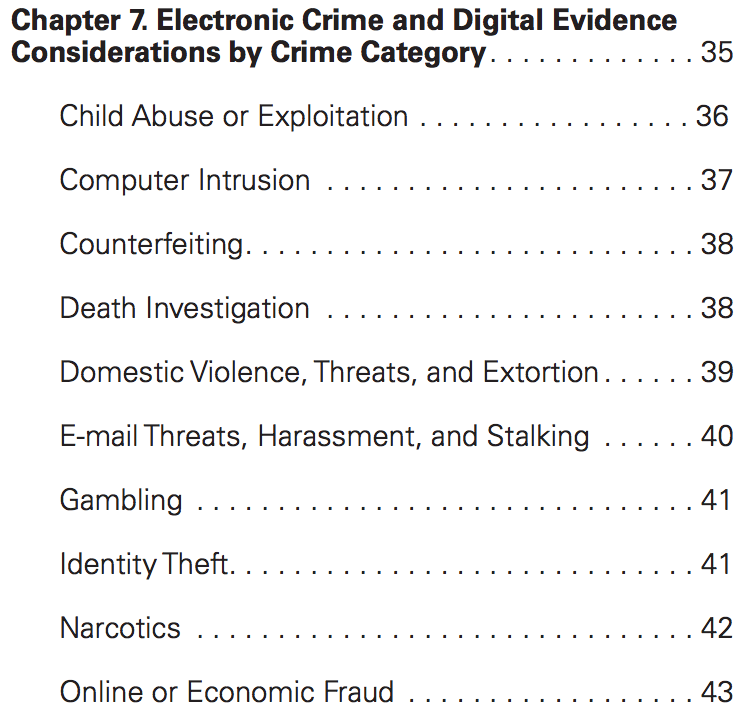 Chapter 7. Electronic Crime and Digital Evidence
Considerations by Crime Category. . . . . . . . . . . . . 35
Child Abuse or Exploitation . . . . . . . . . . . . . . . . . 36
Computer Intrusion . . . . . . . . . . . . . . . . . . . . . . . 37
Counterfeiting. . . . . . . . . . . . . . . . . . . . . . . . . . . . 38
Death Investigation . . . . . . . . . . . . . . . . . . . . . . . 38
Domestic Violence, Threats, and Extortion . . . . . . 39
E-mail Threats, Harassment, and Stalking . . . . . . 40
Gambling . . . . . . . . . . . . . . . . . . . . . . . . . . . . . . . 41
Identity Theft. . . . . . . . . . . . . . . . . . . . . . . . . . . . . 41
Narcotics . . . . . . . . . . . . . . . . . . . . . . . . . . . . . . . 42
Online or Economic Fraud . . . . . . . . . . . . . . . . . . 43